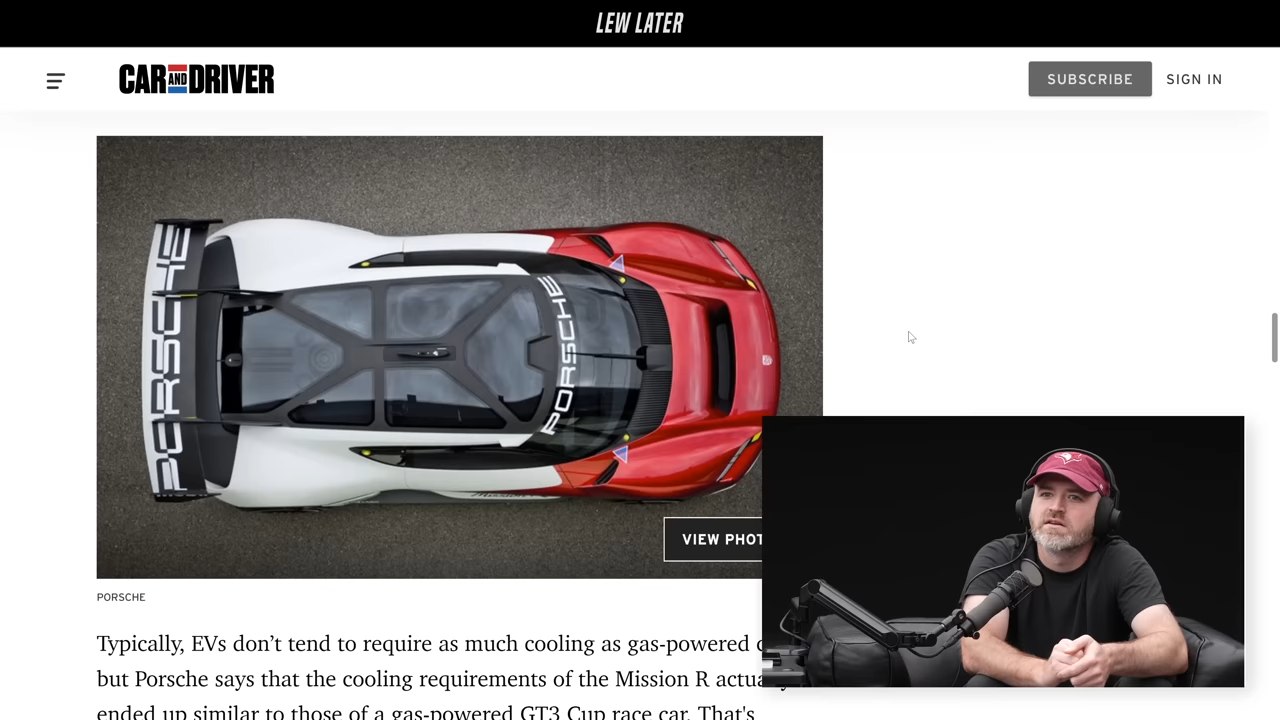 LEW LATER
CAR AND DRIVER
SUBSCRIBE
SIGN IN
PORSCHE
PORSCHE
VIEW PHOT
PORSCHE
Typically, EVs don’t tend to require as much cooling as gas-powered
but Porsche says that the cooling requirements of the Mission R
ended up similar to those of a gas-powered GT3 Cup race car. That's